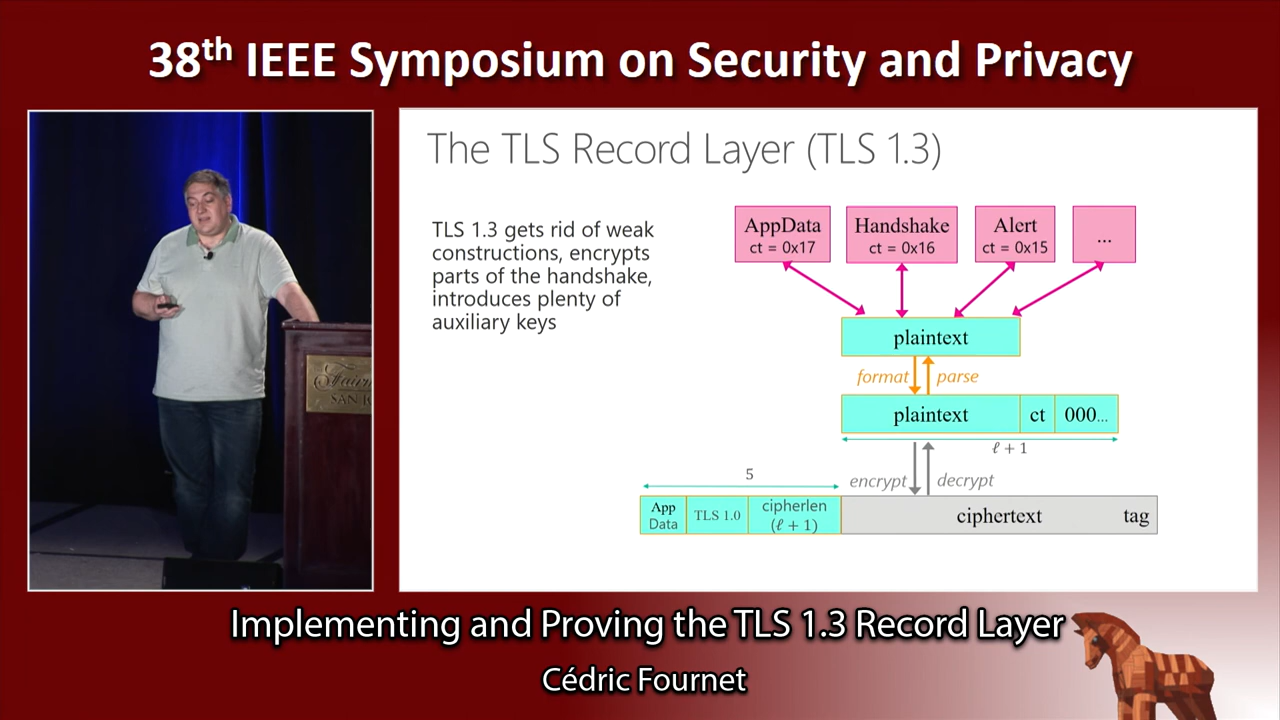 38th IEEE Symposium on Security and Privacy
The TLS Record Layer (TLS 1.3)
TLS 1.3 gets rid of weak
constructions, encrypts
parts of the handshake,
introduces plenty of
auxiliary keys
AppData
ct = 0x17
Handshake
ct = 0x16
Alert
ct = 0x15
...
plaintext
format
parse
plaintext
ct
000...
ℓ + 1
5
encrypt
decrypt
App
Data
TLS 1.0
cipherlen
(ℓ + 1)
ciphertext
tag
Implementing and Proving the TLS 1.3 Record Layer
Cédric Fournet